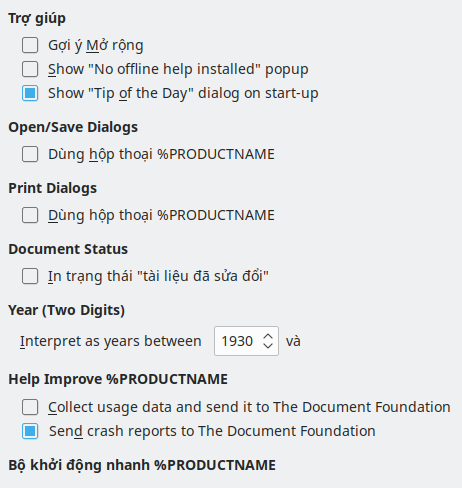 Trợ giúp
Gợi ý Mở rộng
Show "No offline help installed" popup
Show "Tip of the Day" dialog on start-up
Open/Save Dialogs
Dùng hộp thoại %PRODUCTNAME
Print Dialogs
Dùng hộp thoại %PRODUCTNAME
Document Status
In trạng thái "tài liệu đã sửa đổi"
Year (Two Digits)
Interpret as years between 1930 và
Help Improve %PRODUCTNAME
Collect usage data and send it to The Document Foundation
Send crash reports to The Document Foundation
Bộ khởi động nhanh %PRODUCTNAME